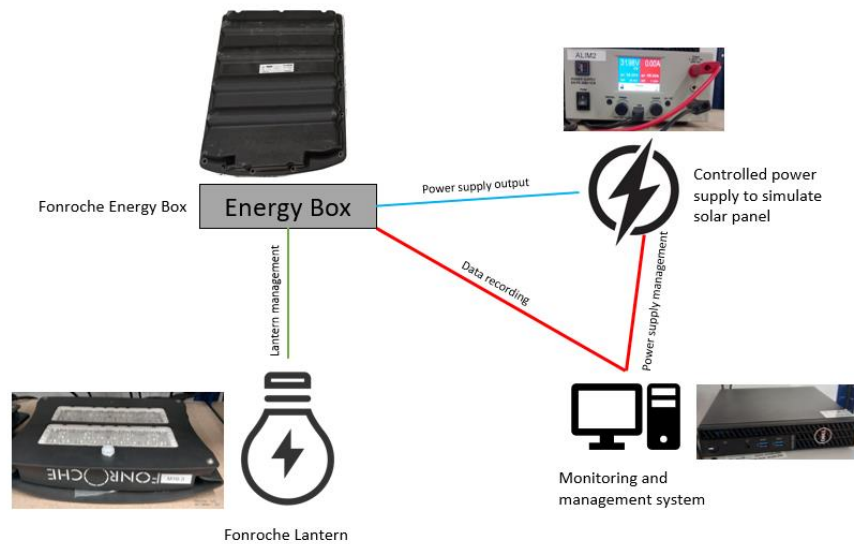 ALIM2
Power supply output
Controlled power
supply to simulate
solar panel
Fonroche Energy Box
Energy Box
Lantern management
Data recording
Power supply management
FONROCHE
Monitoring and
management system
Fonroche Lantern